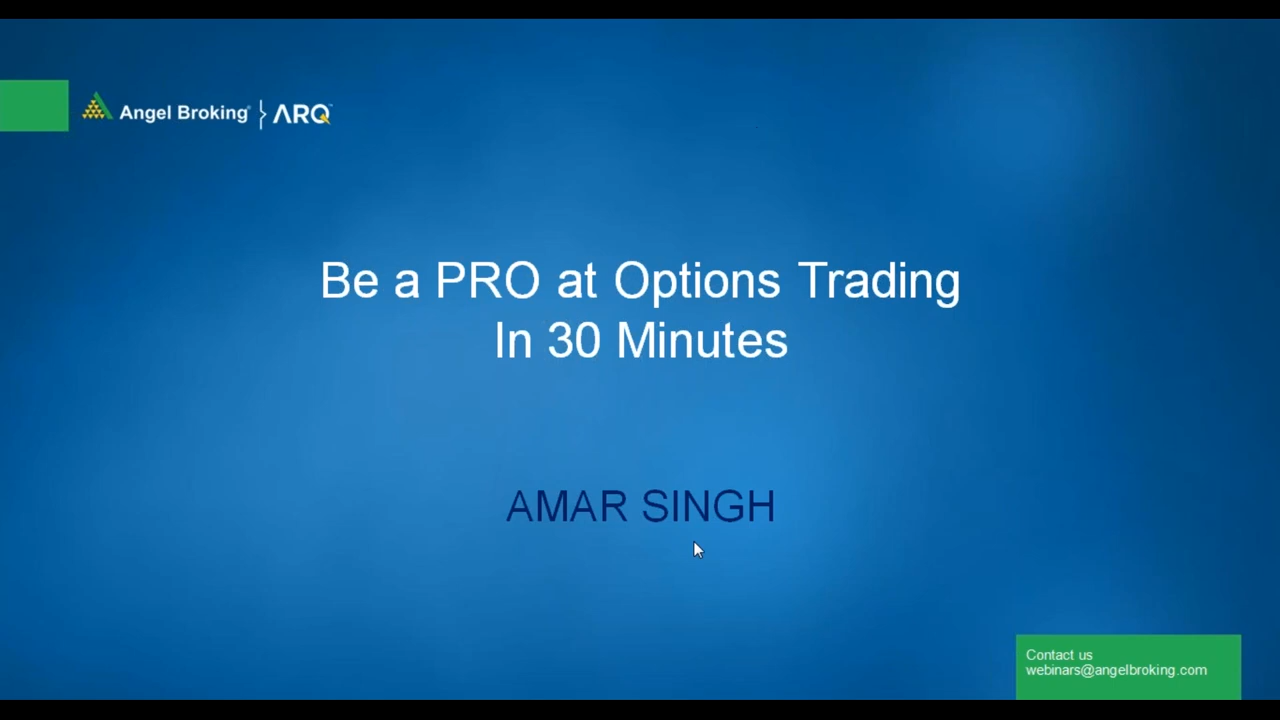 Angel Broking ARQ
Be a PRO at Options Trading
In 30 Minutes
AMAR SINGH
Contact us
webinars@angelbroking.com